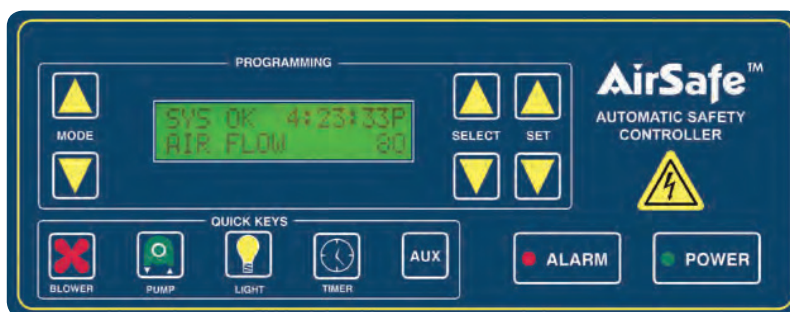 PROGRAMMING
MODE
SYS OK 4:23:33P
AIR FLOW 80
SELECT
SET
AirSafe™
AUTOMATIC SAFETY
CONTROLLER
QUICK KEYS
BLOWER
PUMP
LIGHT
TIMER
AUX
ALARM
POWER